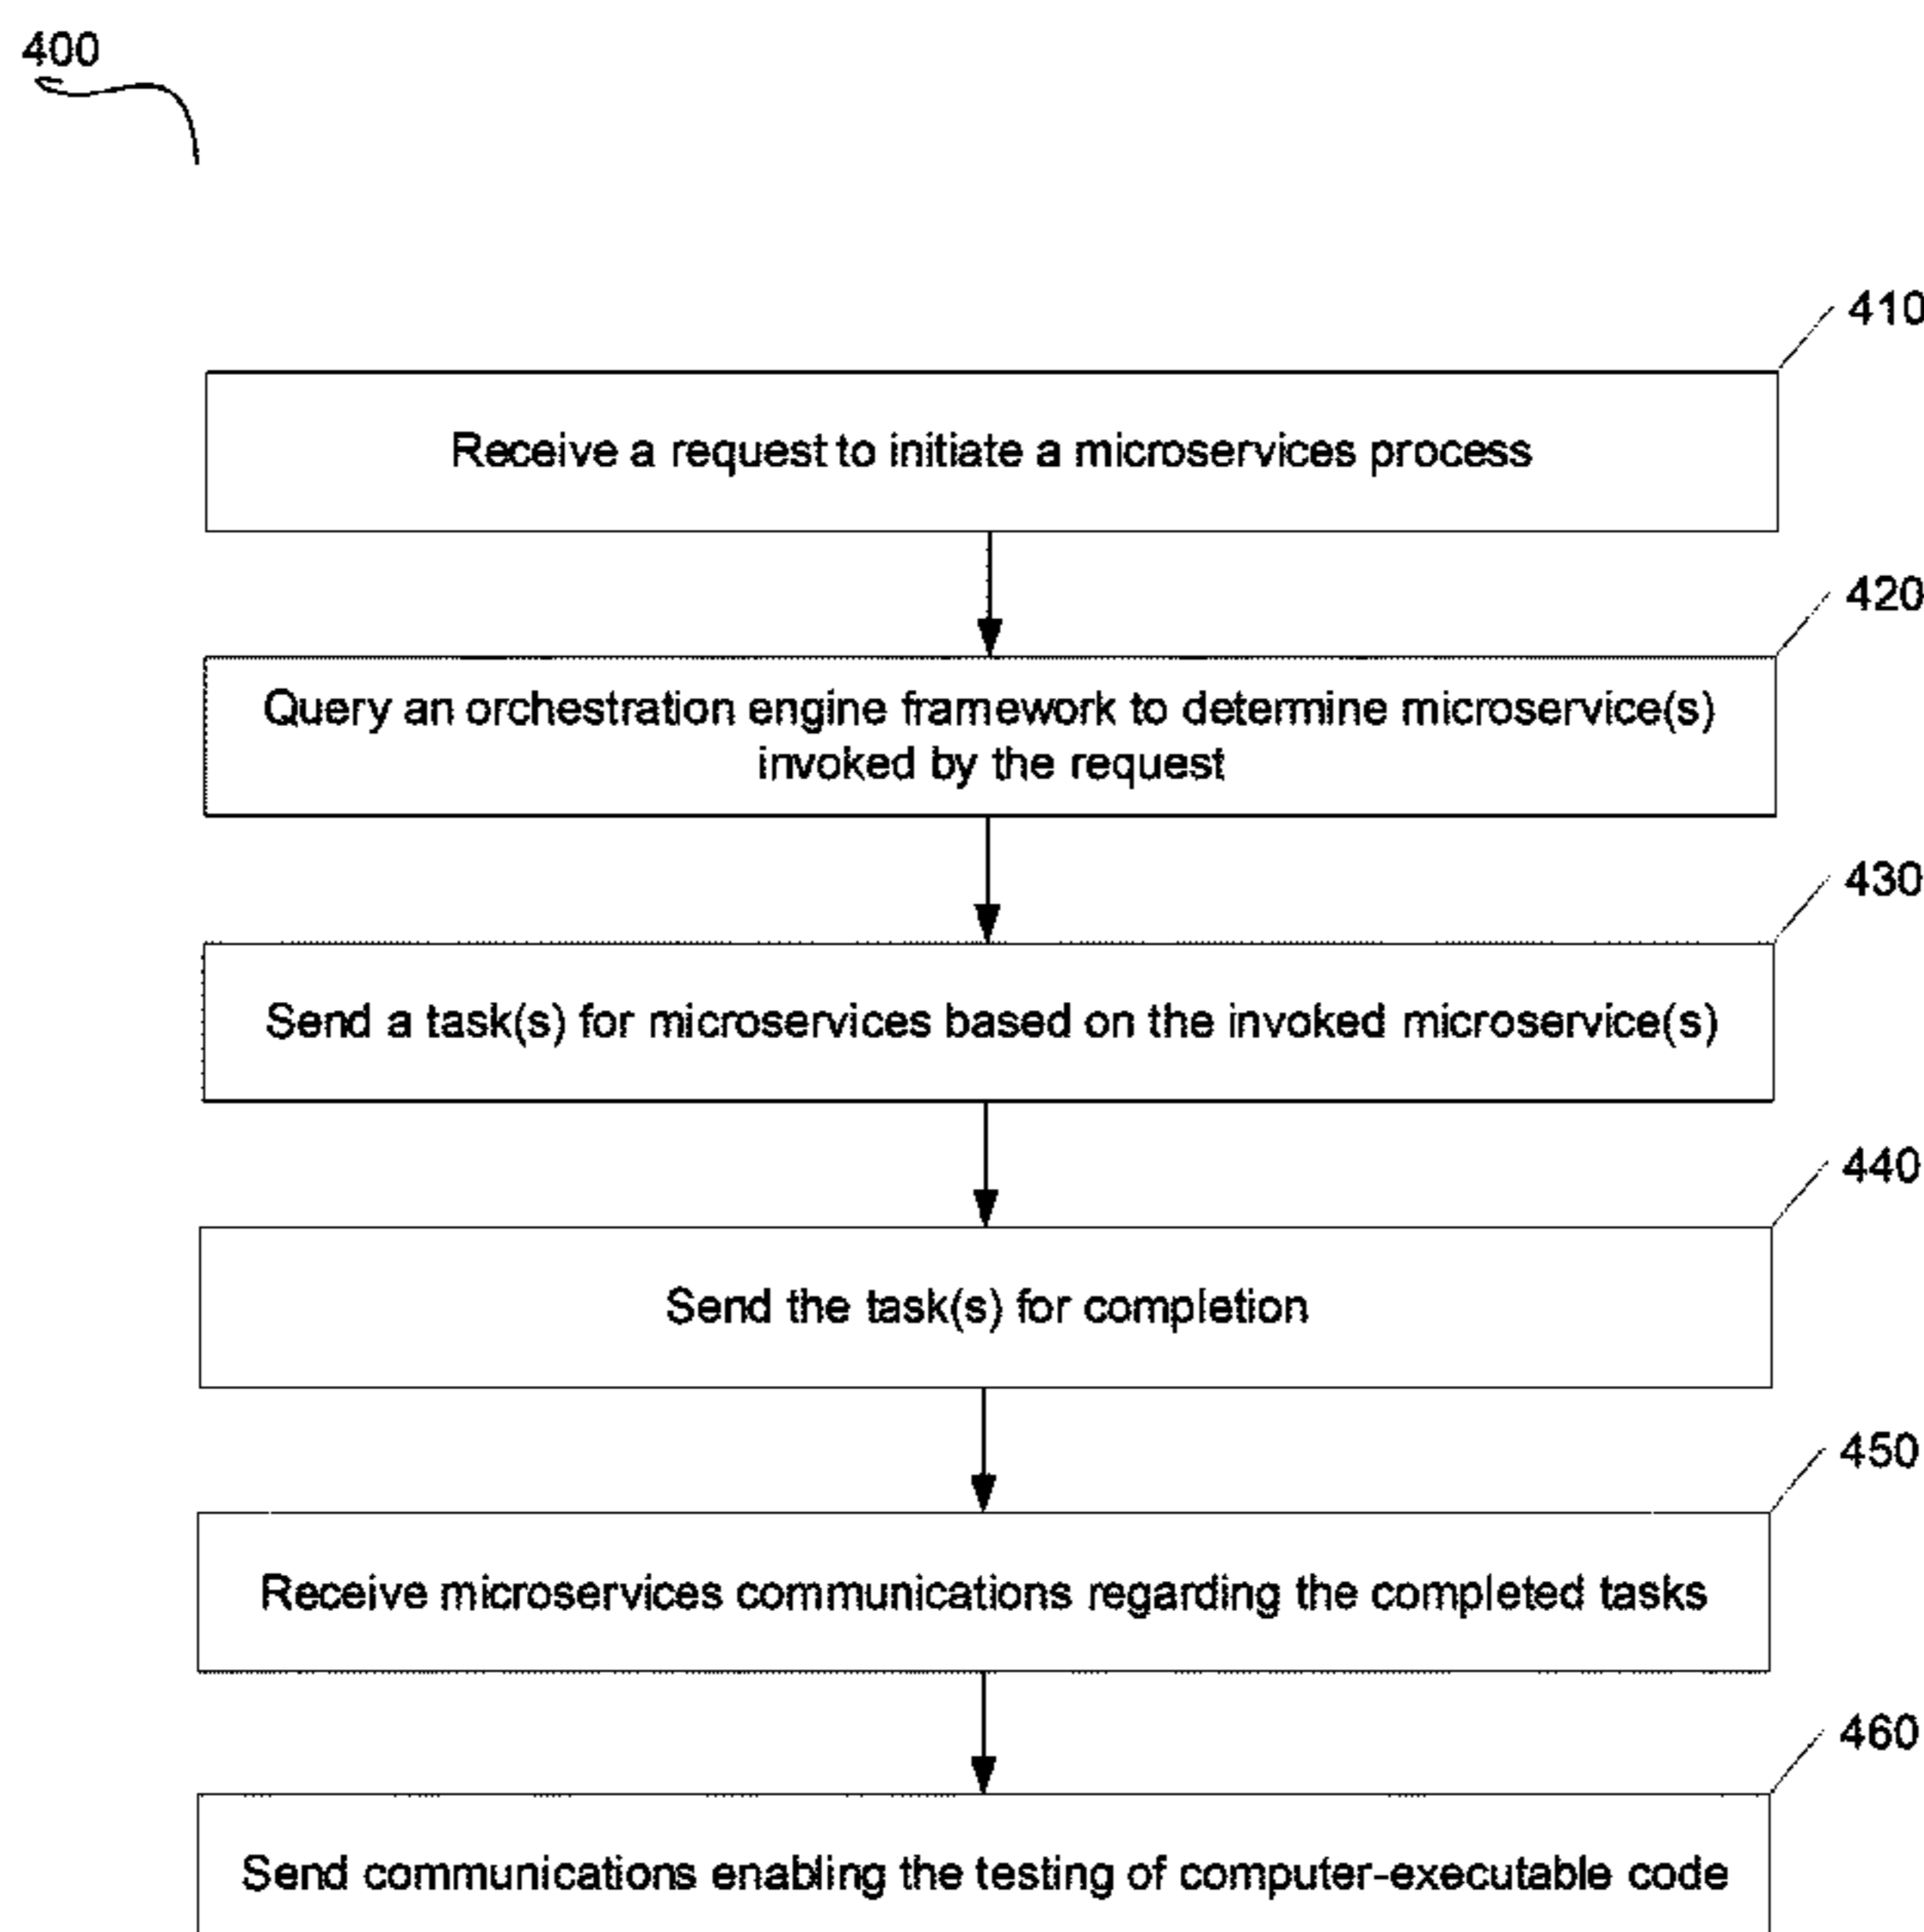 400
410
Receive a request to initiate a microservices process
420
Query an orchestration engine framework to determine microservice(s)
invoked by the request
430
Send a task(s) for microservices based on the invoked microservice(s)
440
Send the task(s) for completion
450
Receive microservices communications regarding the completed tasks
460
Send communications enabling the testing of computer-executable code